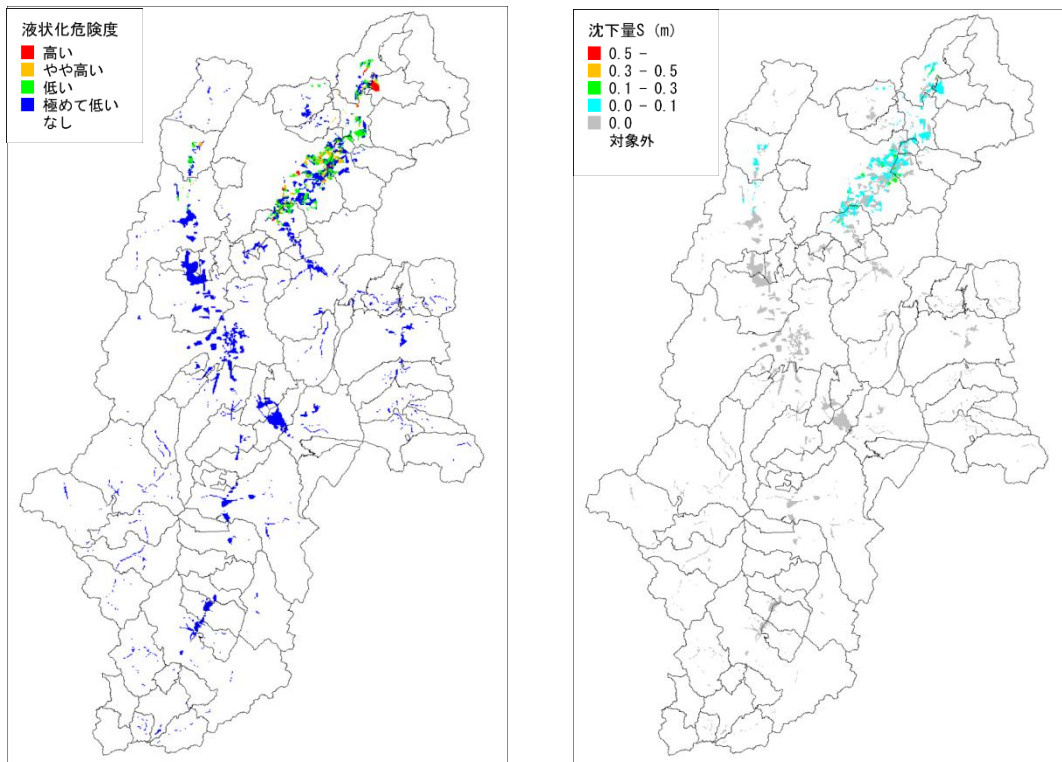 液状化危険度
高い
やや高い
低い
極めて低い
なし
沈下量S (m)
0.5 -
0.3 - 0.5
0.1 - 0.3
0.0 - 0.1
0.0
対象外